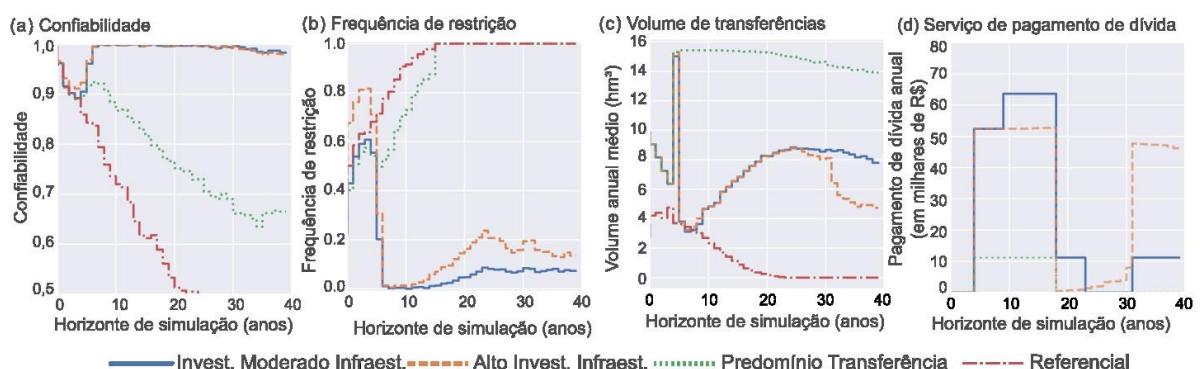 (a) Confiabilidade
Confiabilidade
1,0
0,9
0,8
0,7
0,6
0,5
0 10 20 30 40
Horizonte de simulação (anos)
(b) Frequência de restrição
Frequência de restrição
1.0
0.8
0.6
0.4
0.2
0.0
0 10 20 30 40
Horizonte de simulação (anos)
(c) Volume de transferências
Volume anual médio (hm³)
16
14
12
10
8
6
4
2
0
0 10 20 30 40
Horizonte de simulação (anos)
(d) Serviço de pagamento de dívida
Pagamento de dívida anual
(em milhares de R$)
80
70
60
50
40
30
20
10
0
0 10 20 30 40
Horizonte de simulação (anos)
Invest. Moderado Infraest. Alto Invest. Infraest. Predomínio Transferência Referencial